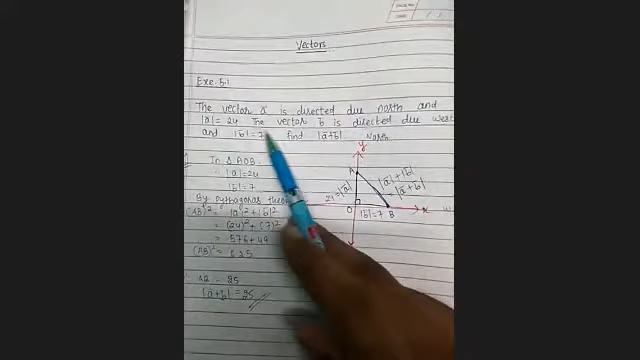 Vectors
Exe. 5.1
The vector ā is directed due north and
|ā| = 24 The vector b̄ is directed due west
and |b̄| = 7 find |ā+b̄|. North
In Δ AOB.
|ā| = 24
|b̄| = 7
By pythagoras
(AB)² = |ā|² + |b̄|²
= (24)² + (7)²
= 576 + 49
(AB)² = 625
= 25
|ā+b̄| = 25
y
A
24 = |ā|
|ā| + |b̄|
= |ā+b̄|
O |b̄| = 7 B x W